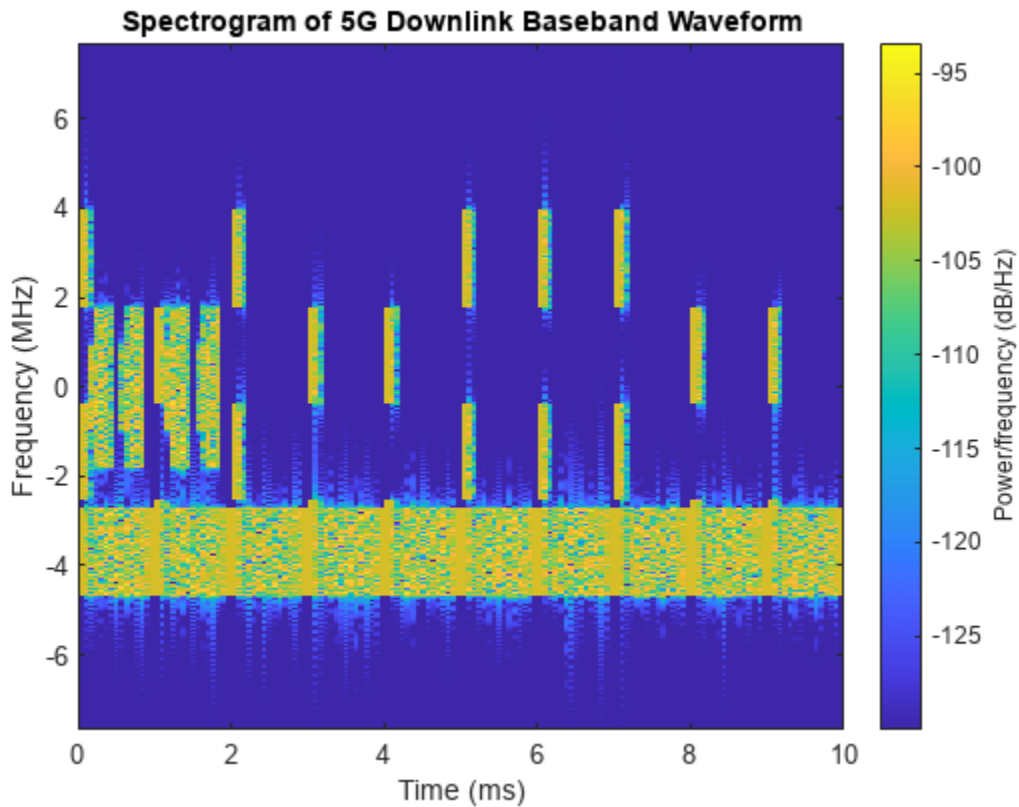 Spectrogram of 5G Downlink Baseband Waveform
6
4
2
0
-2
-4
-6
Frequency (MHz)
0 2 4 6 8 10
Time (ms)
-95
-100
-105
-110
-115
-120
-125
Power/frequency (dB/Hz)